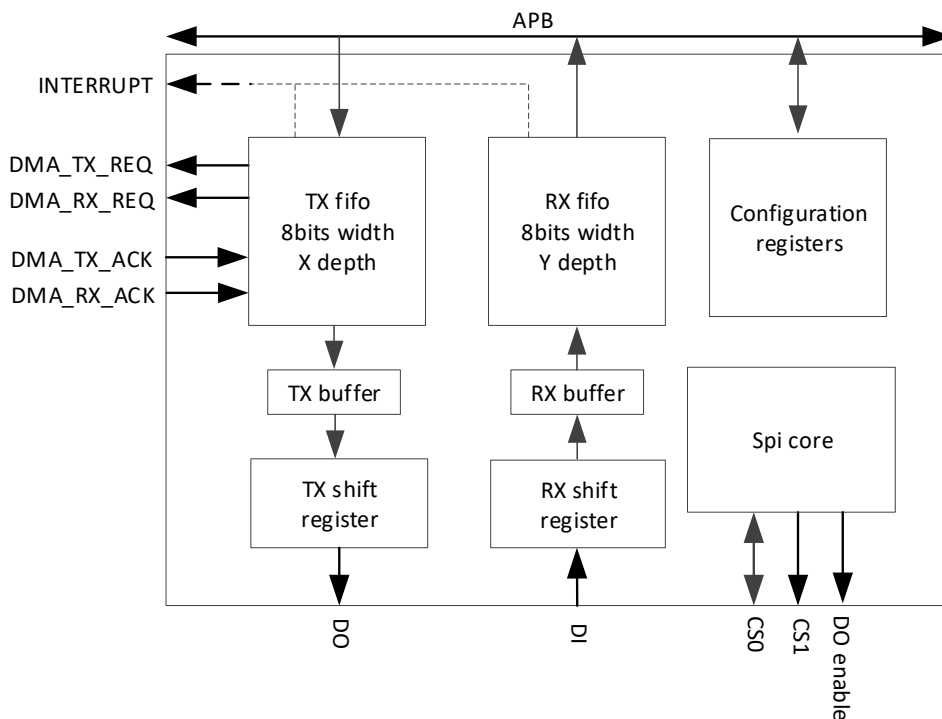 APB
INTERRUPT
DMA_TX_REQ
DMA_RX_REQ
DMA_TX_ACK
DMA_RX_ACK
TX fifo
8bits width
X depth
RX fifo
8bits width
Y depth
Configuration
registers
TX buffer
RX buffer
Spi core
TX shift
register
RX shift
register
DO
DI
CS0
CS1
DO enable